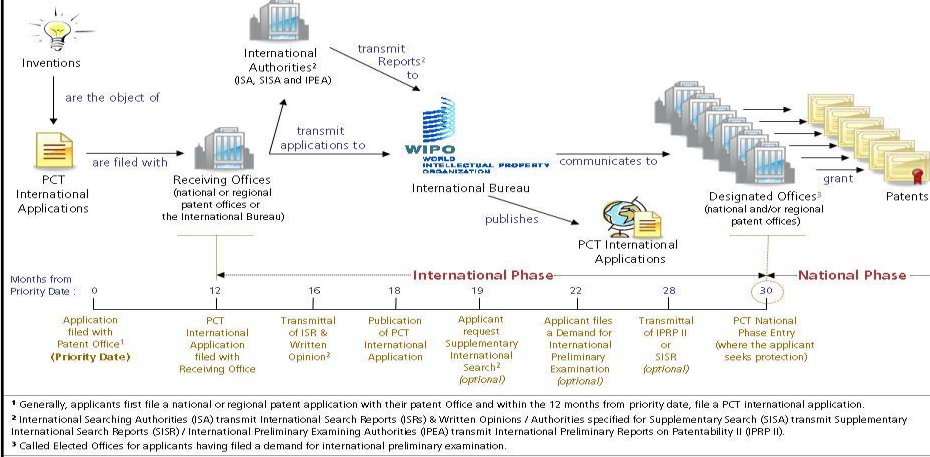 Inventions
are the object of
PCT
International
Applications
are filed with
Receiving Offices
(national or regional
patent offices or
the International Bureau)
International
Authorities²
(ISA, SISA and IPEA)
transmit
applications to
transmit
Reports²
to
WIPO
WORLD
INTELLECTUAL PROPERTY
ORGANIZATION
International Bureau
publishes
PCT International
Applications
communicates to
Designated Offices³
(national and/or regional
patent offices)
grant
Patents
International Phase
National Phase
Months from
Priority Date :
0
12
16
18
19
22
28
30
Application
filed with
Patent Office¹
(Priority Date)
PCT
International
Application
filed with
Receiving Office
Transmittal
of ISR &
Written
Opinion²
Publication
of PCT
International
Application
Applicant
request
Supplementary
International
Search²
(optional)
Applicant files
a Demand for
International
Preliminary
Examination
(optional)
Transmittal
of IPRP II
or
SISR
(optional)
PCT National
Phase Entry
(where the applicant
seeks protection)
¹ Generally, applicants first file a national or regional patent application with their patent Office and within the 12 months from priority date, file a PCT international application.
² International Searching Authorities (ISA) transmit International Search Reports (ISRs) & Written Opinions / Authorities specified for Supplementary Search (SISA) transmit Supplementary
International Search Reports (SISR) / International Preliminary Examining Authorities (IPEA) transmit International Preliminary Reports on Patentability II (IPRP II).
³ Called Elected Offices for applicants having filed a demand for international preliminary examination.